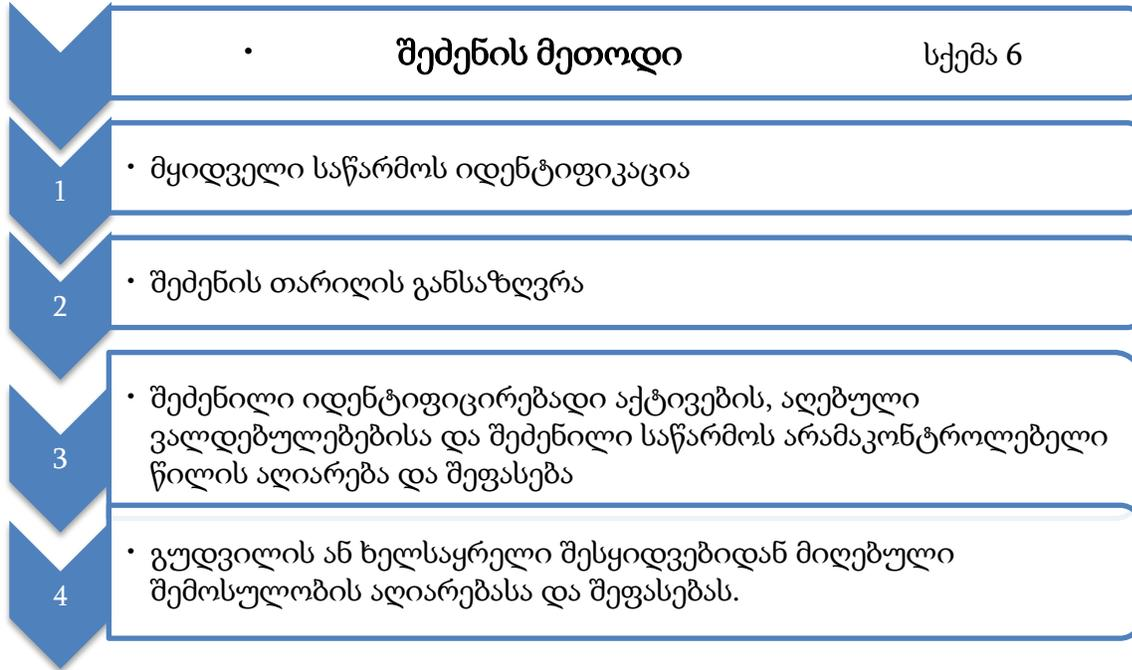 • შეძენის მეთოდი სქემა 6
1 • მყიდველი საწარმოს იდენტიფიკაცია
2 • შეძენის თარიღის განსაზღვრა
• შეძენილი იდენტიფიცირებადი აქტივების, აღებული
3 ვალდებულებებისა და შეძენილი საწარმოს არამაკონტროლებელი
წილის აღიარება და შეფასება
• გუდვილის ან ხელსაყრელი შესყიდვებიდან მიღებული
4 შემოსულობის აღიარებასა და შეფასებას.